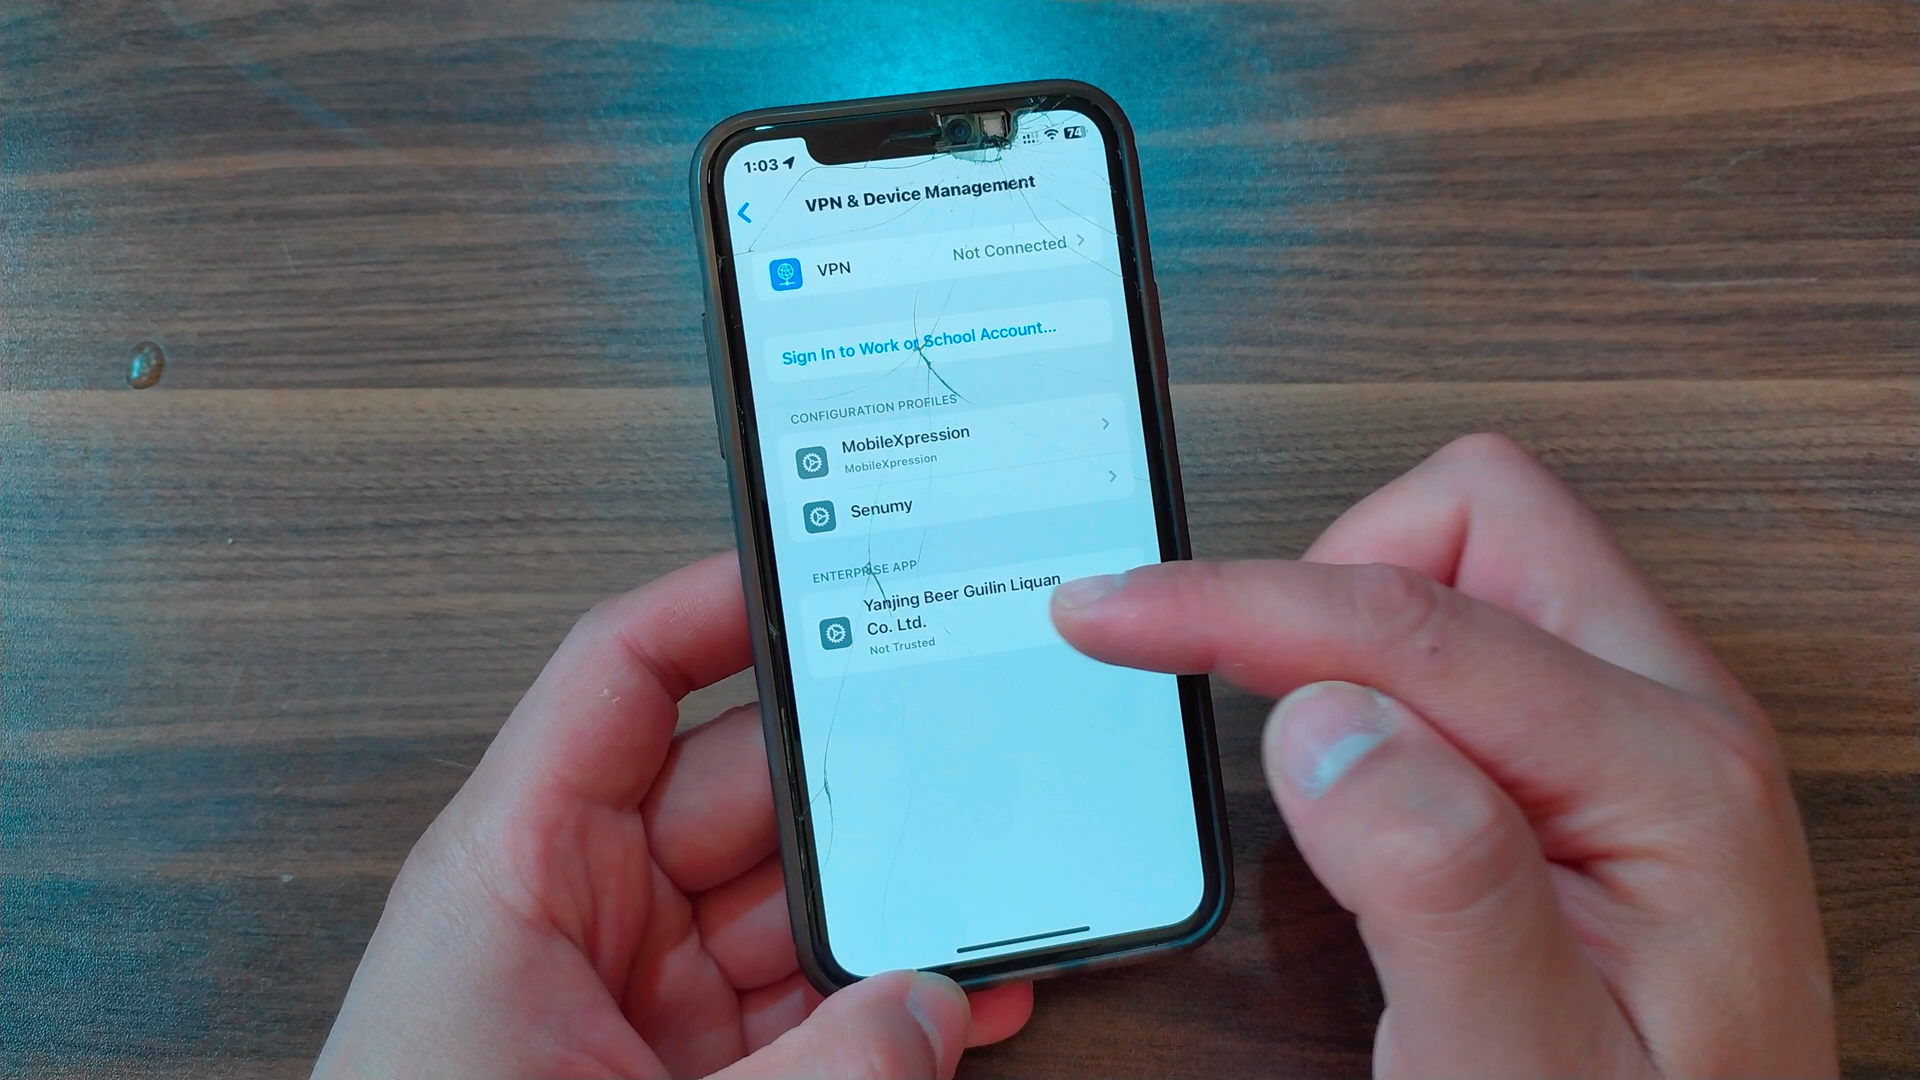 1:03
74
VPN & Device Management
VPN
Not Connected
Sign In to Work or School Account...
CONFIGURATION PROFILES
MobileXpression
MobileXpression
Senumy
ENTERPRISE APP
Yanjing Beer Guilin Liquan
Co. Ltd.
Not Trusted